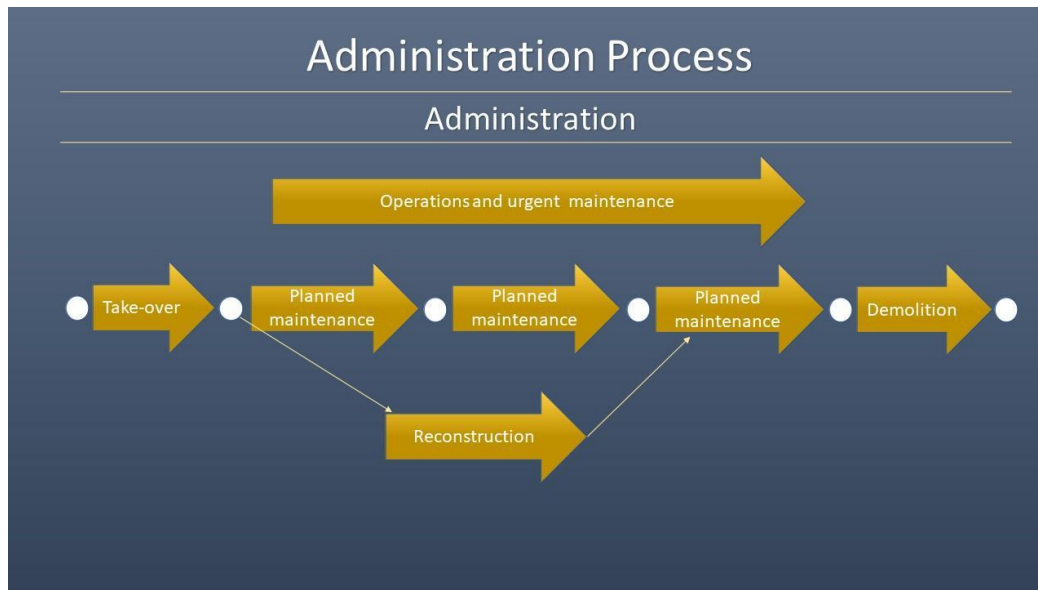 Administration Process
Administration
Operations and urgent maintenance
Take-over
Planned
maintenance
Planned
maintenance
Planned
maintenance
Demolition
Reconstruction